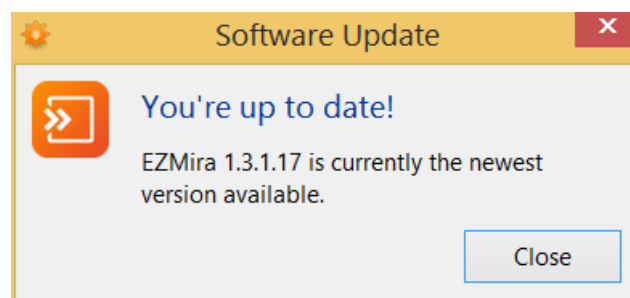 Software Update
You're up to date!
EZMira 1.3.1.17 is currently the newest
version available.
Close